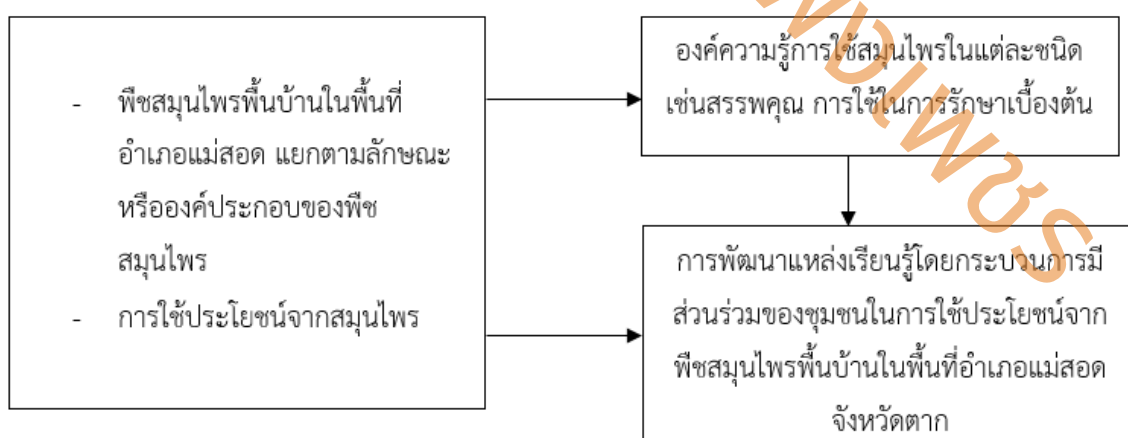 - พืชสมุนไพรพื้นบ้านในพื้นที่
อำเภอแม่สอด แยกตามลักษณะ
หรือองค์ประกอบของพืช
สมุนไพร
- การใช้ประโยชน์จากสมุนไพร
องค์ความรู้การใช้สมุนไพรในแต่ละชนิด
เช่นสรรพคุณ การใช้ในการรักษาเบื้องต้น
การพัฒนาแหล่งเรียนรู้โดยกระบวนการมี
ส่วนร่วมของชุมชนในการใช้ประโยชน์จาก
พืชสมุนไพรพื้นบ้านในพื้นที่อำเภอแม่สอด
จังหวัดตาก